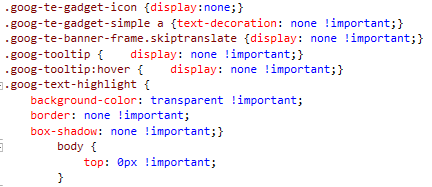 .goog-te-gadget-icon {display:none;}
.goog-te-gadget-simple a {text-decoration: none !important;}
.goog-te-banner-frame.skiptranslate {display: none !important;}
.goog-tooltip {    display: none !important;}
.goog-tooltip:hover {    display: none !important;}
.goog-text-highlight {
    background-color: transparent !important;
    border: none !important;
    box-shadow: none !important;}
        body {
            top: 0px !important;
        }